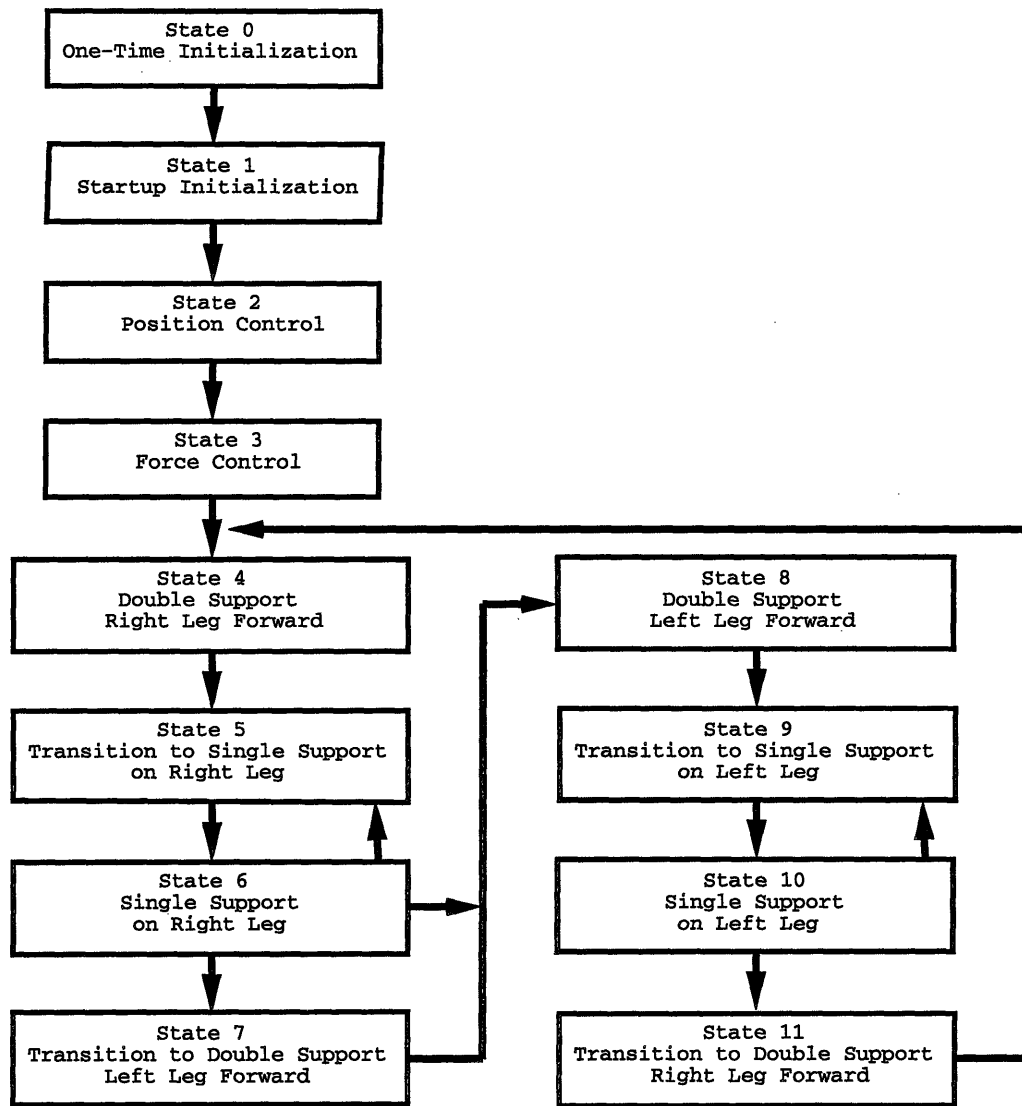 State 0
One-Time Initialization
State 1
Startup Initialization
State 2
Position Control
State 3
Force Control
State 4
Double Support
Right Leg Forward
State 5
Transition to Single Support
on Right Leg
State 6
Single Support
on Right Leg
State 7
Transition to Double Support
Left Leg Forward
State 8
Double Support
Left Leg Forward
State 9
Transition to Single Support
on Left Leg
State 10
Single Support
on Left Leg
State 11
Transition to Double Support
Right Leg Forward